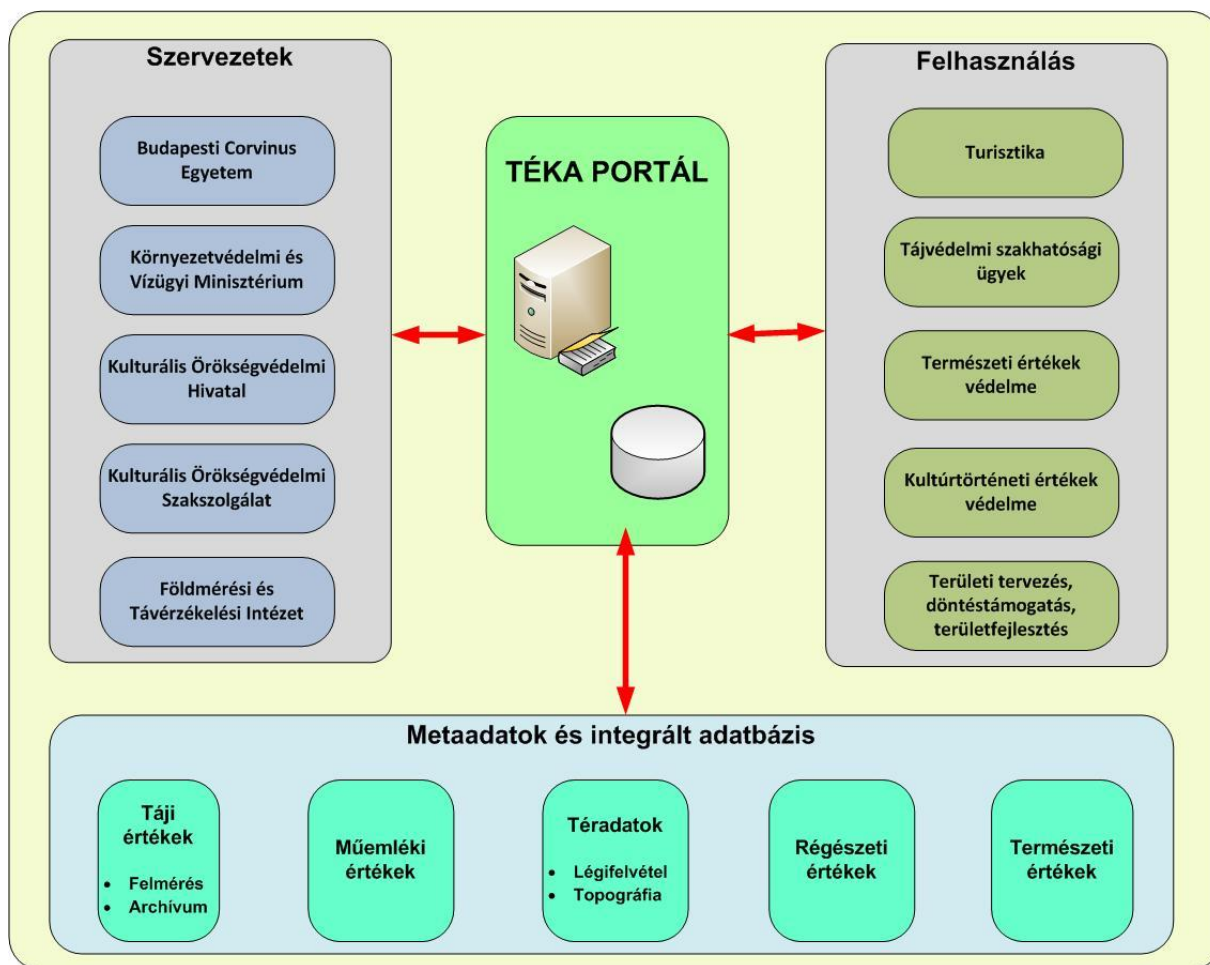 Szervezetek
Budapesti Corvinus
Egyetem
Környezetvédelmi és
Vízügyi Minisztérium
Kulturális Örökségvédelmi
Hivatal
Kulturális Örökségvédelmi
Szakszolgálat
Földmérési és
Távérzékelési Intézet
TÉKA PORTÁL
Felhasználás
Turisztika
Tájvédelmi szakhatósági
ügyek
Természeti értékek
védelme
Kultúrtörténeti értékek
védelme
Területi tervezés,
döntéstámogatás,
területfejlesztés
Metaadatok és integrált adatbázis
Táji
értékek
• Felmérés
• Archívum
Műemléki
értékek
Téradatok
• Légifelvétel
• Topográfia
Régészeti
értékek
Természeti
értékek